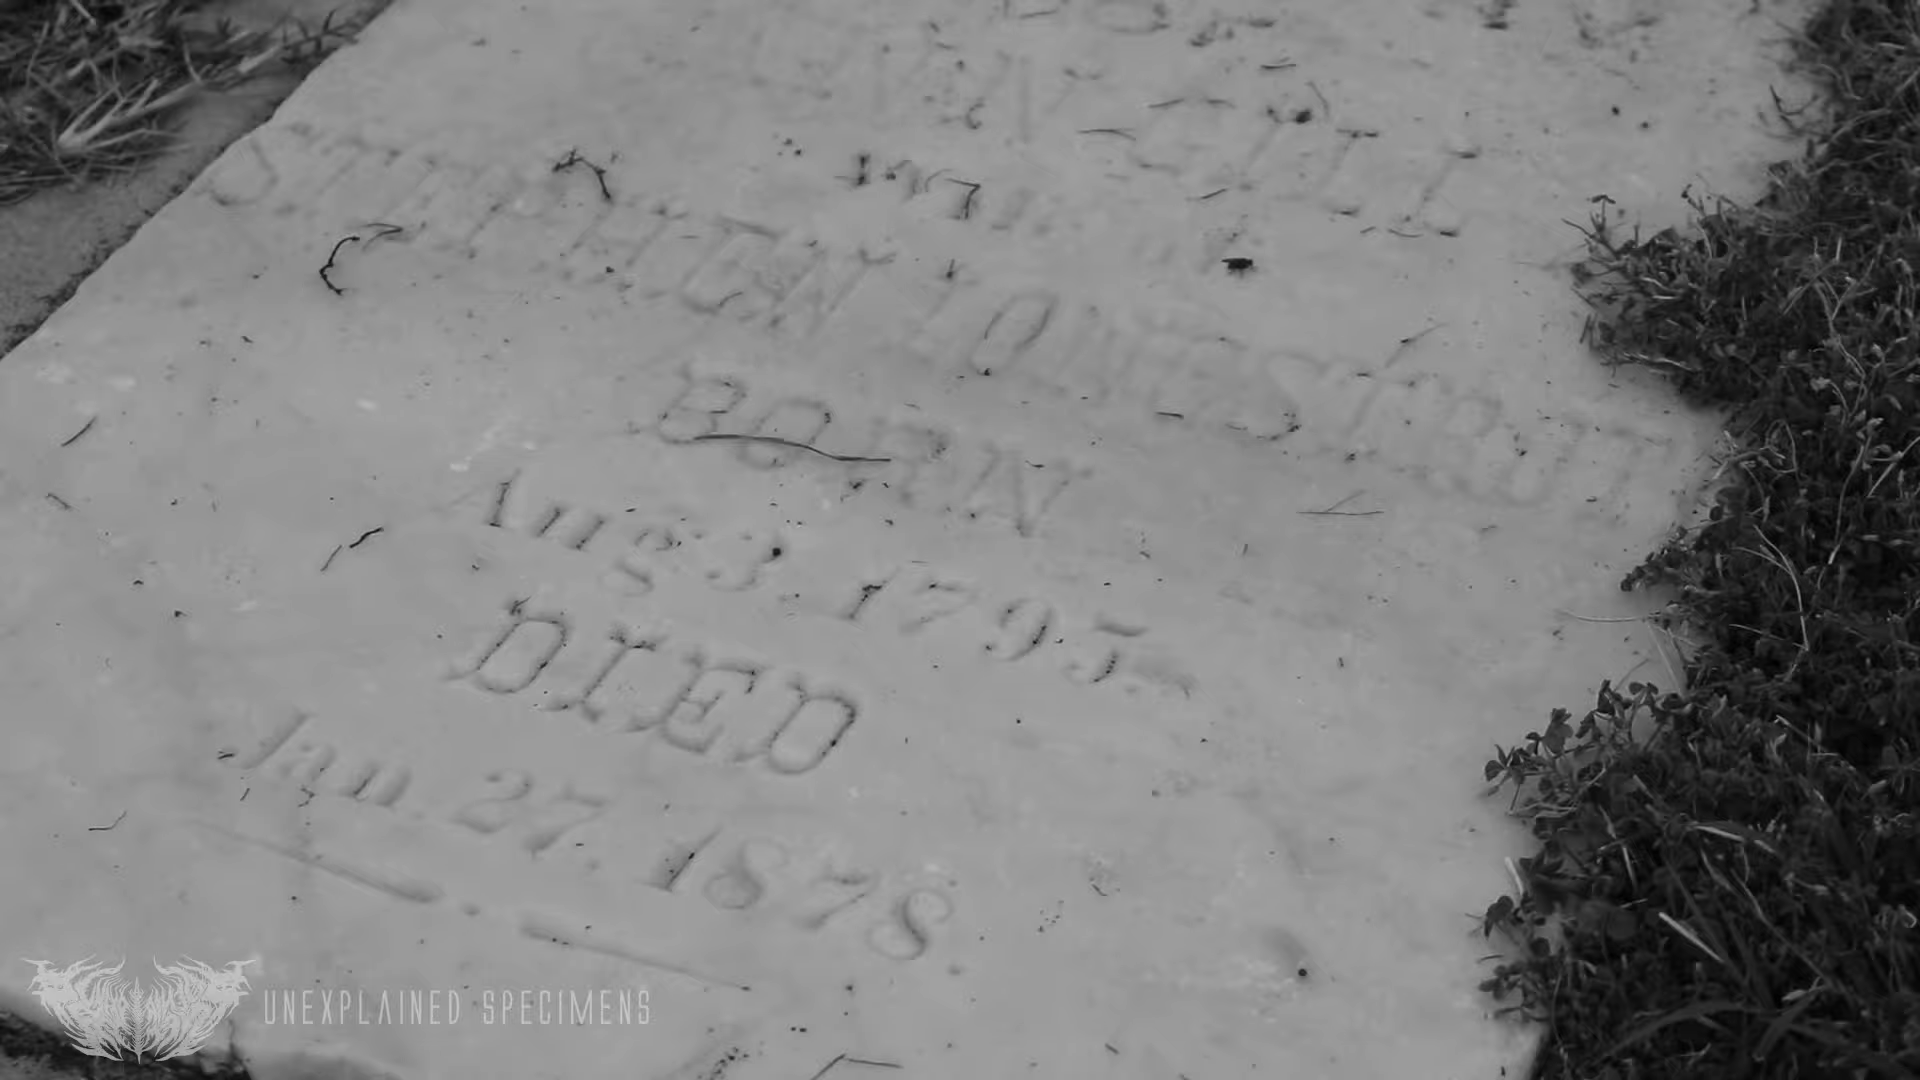 STEPHEN LONGSTREET
BORN
Aug 3. 1795.
DIED
Jan. 27. 1878
UNEXPLAINED SPECIMENS